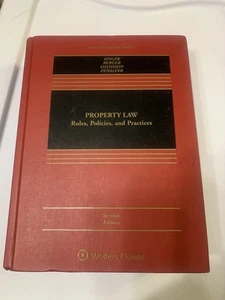 SINGER
BERGER
DAVIDSON
PEÑALVER
PROPERTY LAW
Rules, Policies, and Practices
Seventh
Edition
Wolters Kluwer